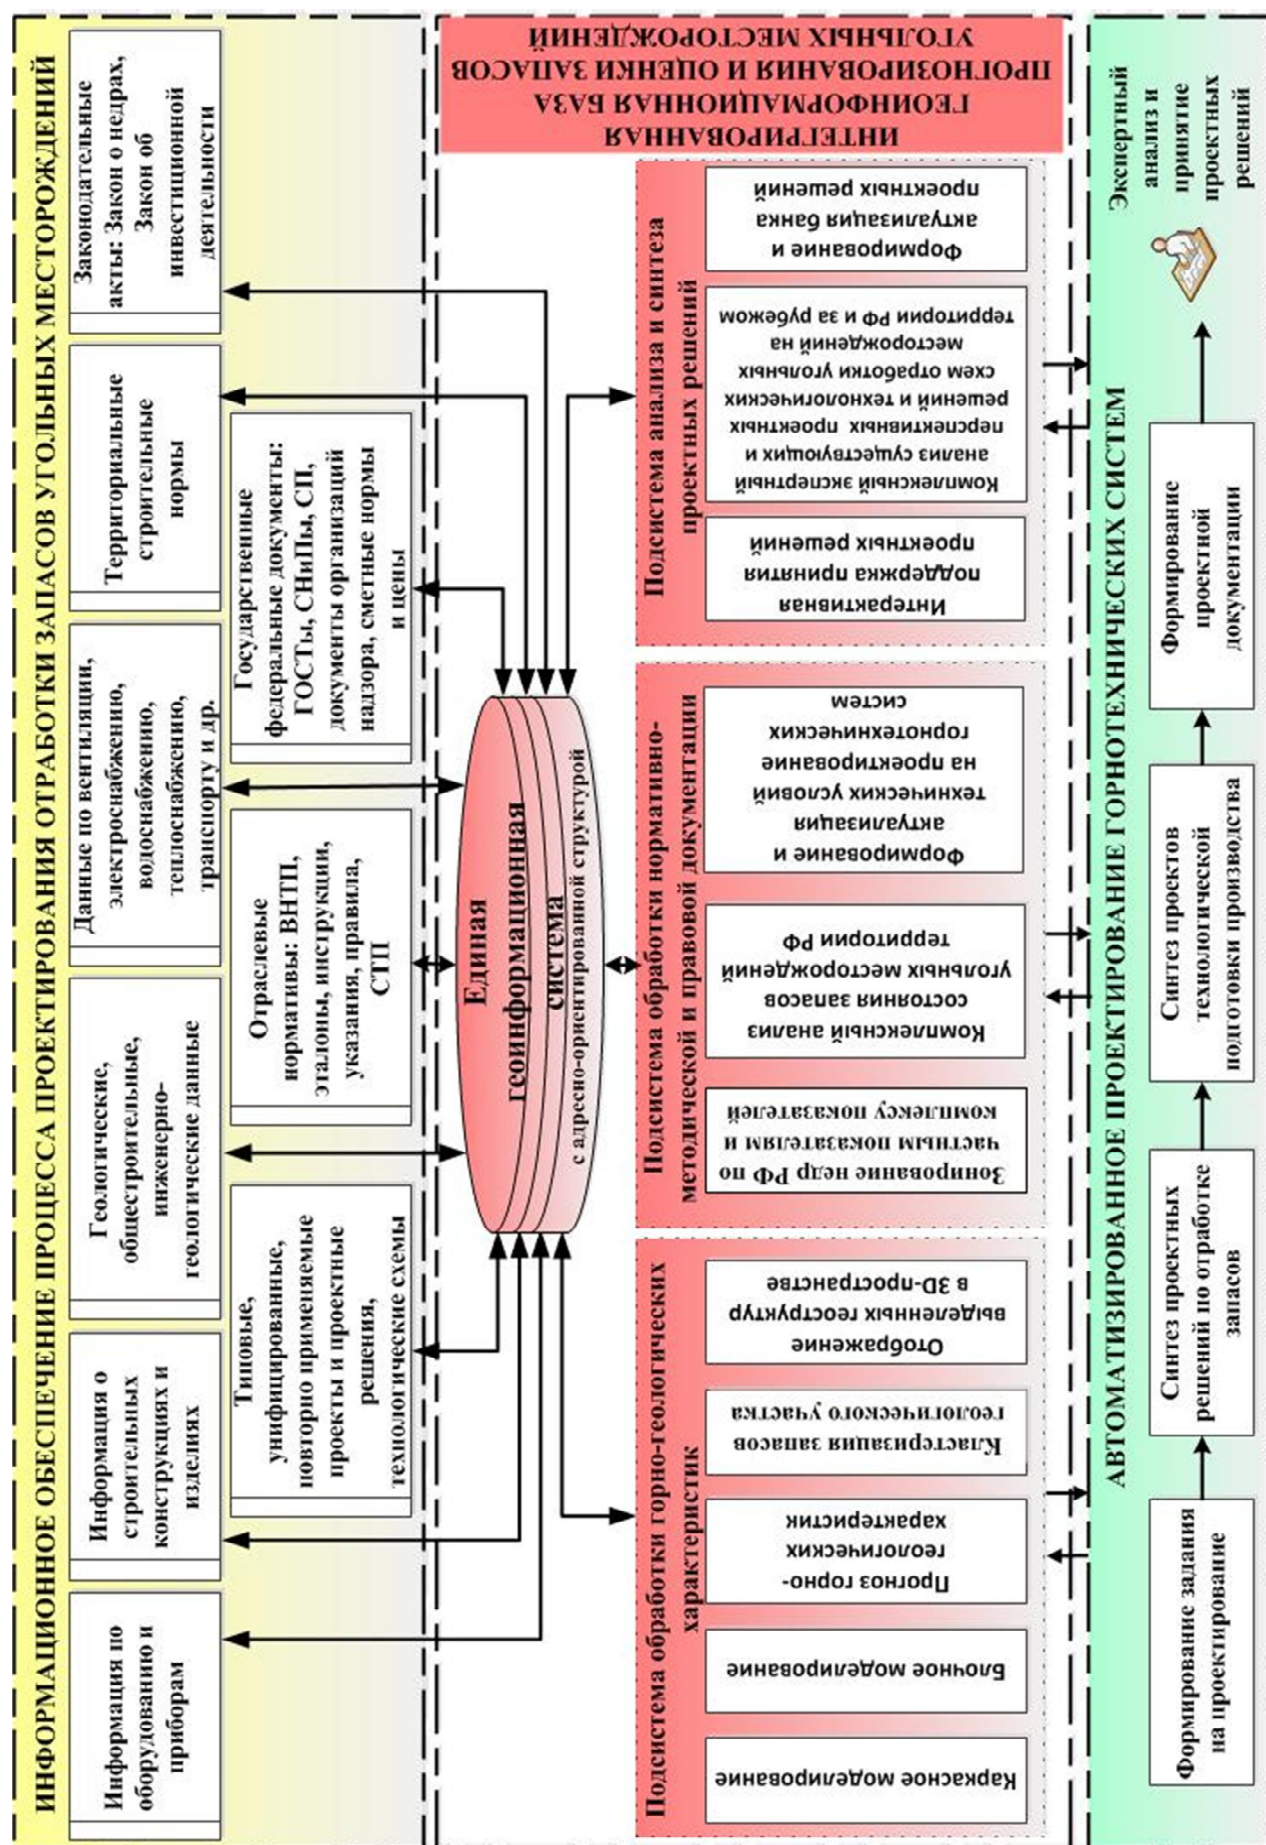 ИНФОРМАЦИОННОЕ ОБЕСПЕЧЕНИЕ ПРОЦЕССА ПРОЕКТИРОВАНИЯ ОТРАБОТКИ ЗАПАСОВ УГОЛЬНЫХ МЕСТОРОЖДЕНИЙ
Информация по
оборудованию и
приборам
Информация о
строительных
конструкциях и
изделиях
Геологические,
общестроительные,
инженерно-
геологические данные
Данные по вентиляции,
электроснабжению,
водоснабжению,
теплоснабжению,
транспорту и др.
Территориальные
строительные
нормы
Законодательные
акты: Закон о недрах,
Закон об
инвестиционной
деятельности
Типовые,
унифицированные,
повторно применяемые
проекты и проектные
решения,
технологические схемы
Отраслевые
нормативы: ВНТП,
эталоны, инструкции,
указания, правила,
СТП
Государственные
федеральные документы:
ГОСТы, СНиПы, СП,
документы организаций
надзора, сметные нормы
и цены
Единая
геоинформационная
система
с адресно-ориентированной структурой
ИНТЕГРИРОВАННАЯ
ГЕОИНФОРМАЦИОННАЯ БАЗА
ПРОГНОЗИРОВАНИЯ И ОЦЕНКИ ЗАПАСОВ
УГОЛЬНЫХ МЕСТОРОЖДЕНИЙ
Подсистема обработки горно-геологических
характеристик
Каркасное моделирование
Блочное моделирование
Прогноз горно-
геологических
характеристик
Кластеризация запасов
геологического участка
Отображение
выделенных геоструктур
в 3D-пространстве
Подсистема обработки нормативно-
методической и правовой документации
Зонирование недр РФ по
частным показателям и
комплексу показателей
Комплексный анализ
состояния запасов
угольных месторождений
территории РФ
Формирование и
актуализация
технических условий
на проектирование
горнотехнических
систем
Подсистема анализа и синтеза
проектных решений
Интерактивная
поддержка принятия
проектных решений
Комплексный экспертный
анализ существующих и
перспективных проектных
решений и технологических
схем отработки угольных
месторождений на
территории РФ и за рубежом
Формирование и
актуализация банка
проектных решений
АВТОМАТИЗИРОВАННОЕ ПРОЕКТИРОВАНИЕ ГОРНОТЕХНИЧЕСКИХ СИСТЕМ
Формирование задания
на проектирование
Синтез проектных
решений по отработке
запасов
Синтез проектов
технологической
подготовки производства
Формирование
проектной
документации
Экспертный
анализ и
принятие
проектных
решений